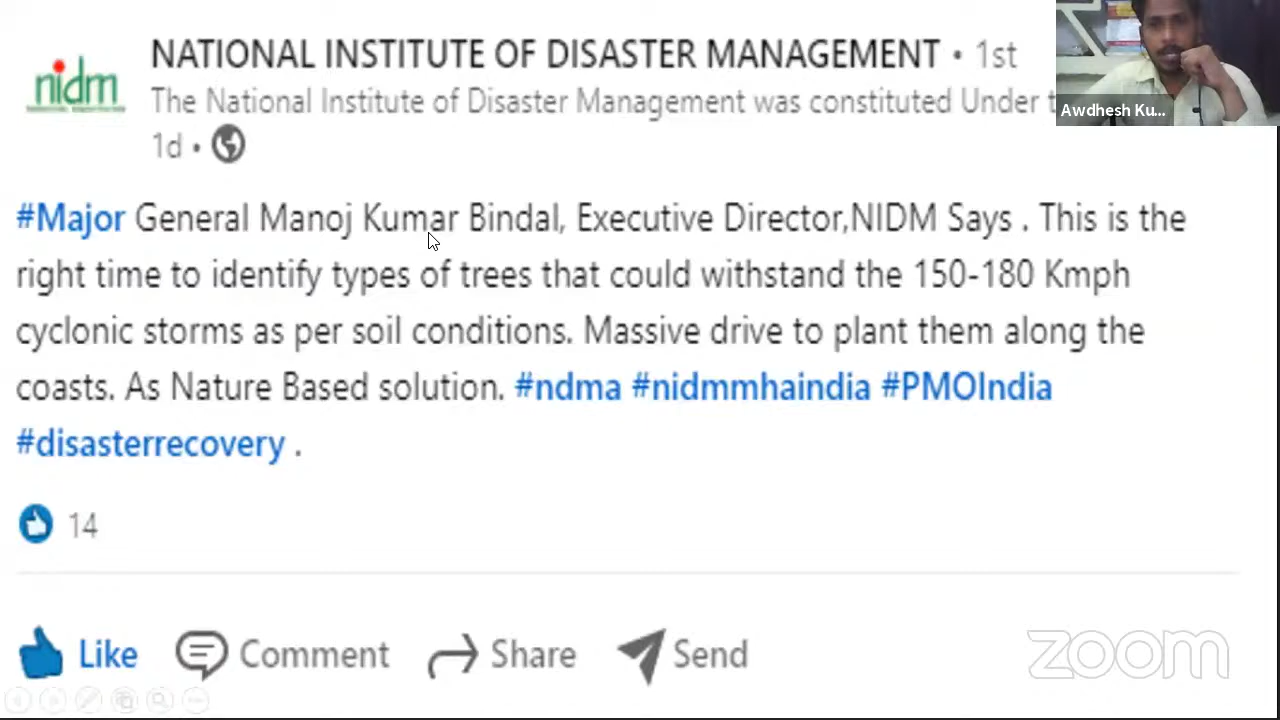 nidm
NATIONAL INSTITUTE OF DISASTER MANAGEMENT • 1st
The National Institute of Disaster Management was constituted Under
1d •
Awdhesh Ku...
#Major General Manoj Kumar Bindal, Executive Director,NIDM Says . This is the
right time to identify types of trees that could withstand the 150-180 Kmph
cyclonic storms as per soil conditions. Massive drive to plant them along the
coasts. As Nature Based solution. #ndma #nidmmhaindia #PMOIndia
#disasterrecovery .
14
Like Comment Share Send
zoom